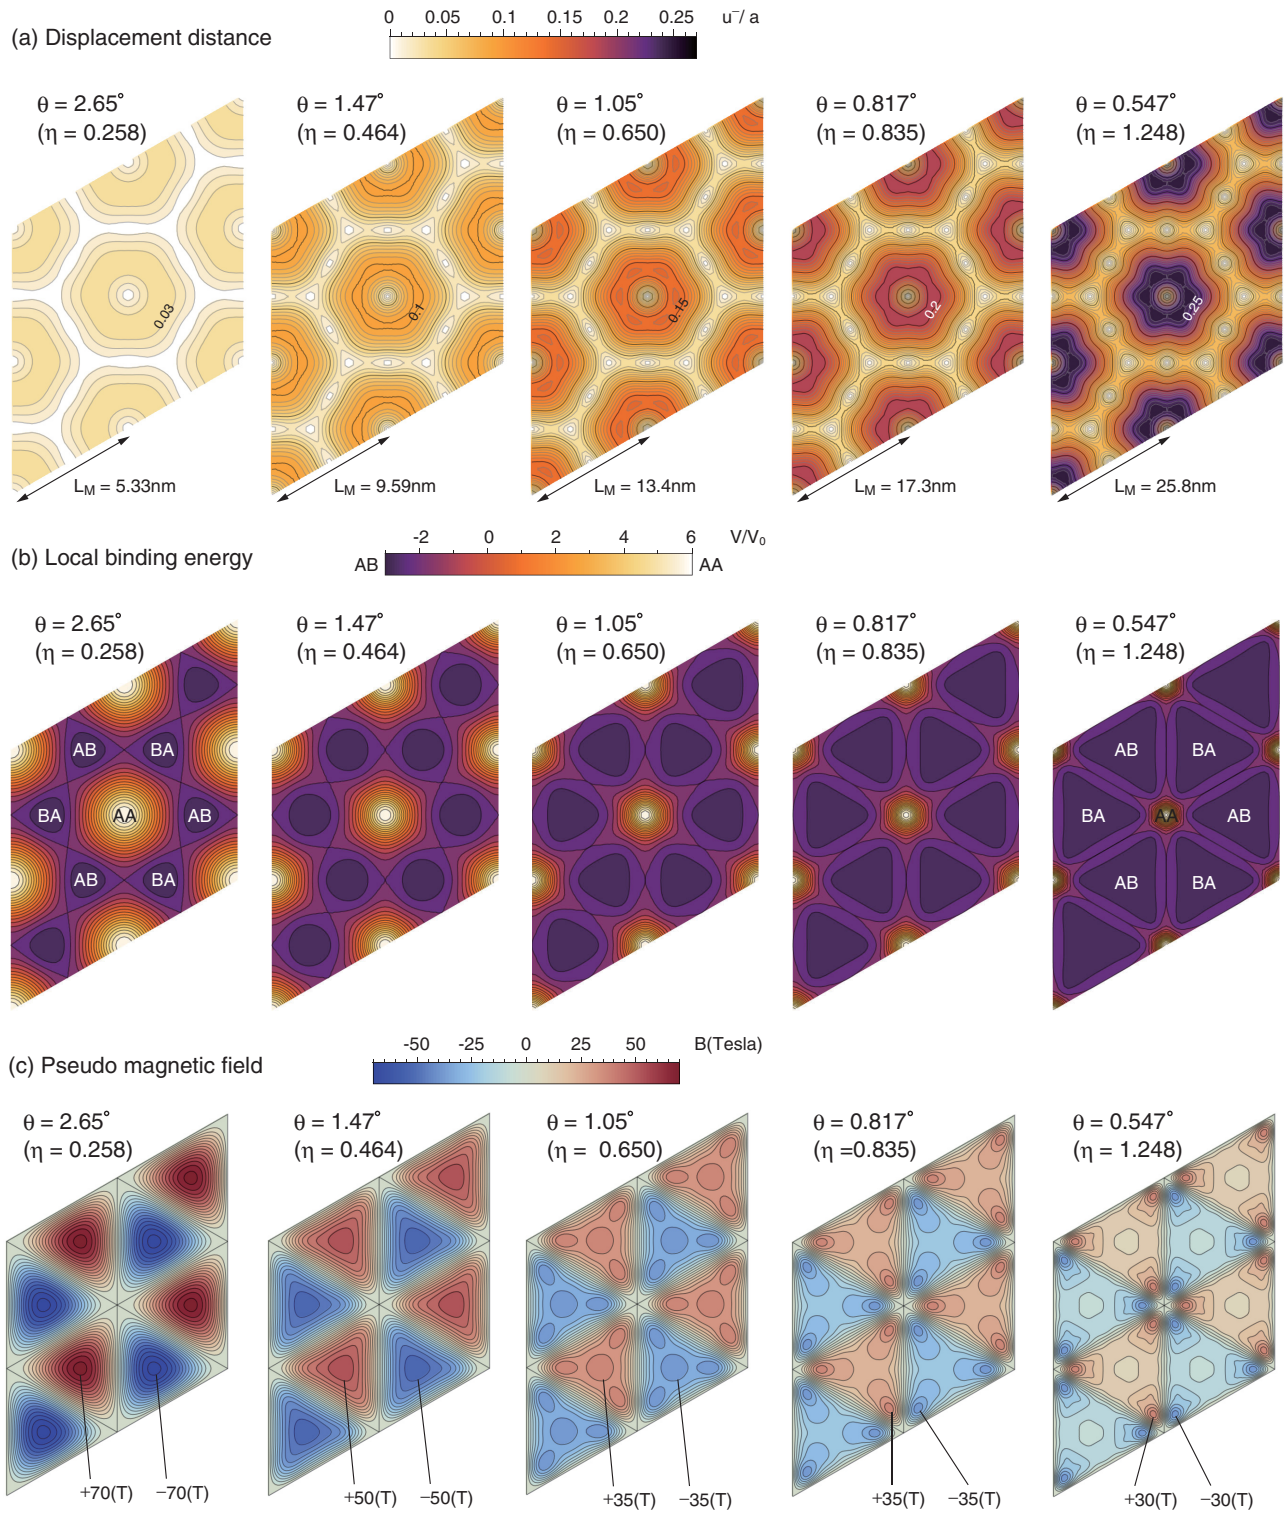 0 0.05 0.1 0.15 0.2 0.25 u⁻/ a
(a) Displacement distance
θ = 2.65° θ = 1.47° θ = 1.05° θ = 0.817° θ = 0.547°
(η = 0.258) (η = 0.464) (η = 0.650) (η = 0.835) (η = 1.248)
0.03 0.1 0.15 0.2 0.25
L_M = 5.33nm L_M = 9.59nm L_M = 13.4nm L_M = 17.3nm L_M = 25.8nm
-2 0 2 4 6 V/V₀
(b) Local binding energy AB AA
θ = 2.65° θ = 1.47° θ = 1.05° θ = 0.817° θ = 0.547°
(η = 0.258) (η = 0.464) (η = 0.650) (η = 0.835) (η = 1.248)
AB BA AB BA
BA AA AB BA AA AB
AB BA AB BA
-50 -25 0 25 50 B(Tesla)
(c) Pseudo magnetic field
θ = 2.65° θ = 1.47° θ = 1.05° θ = 0.817° θ = 0.547°
(η = 0.258) (η = 0.464) (η = 0.650) (η =0.835) (η = 1.248)
+70(T) −70(T) +50(T) −50(T) +35(T) −35(T) +35(T) −35(T) +30(T) −30(T)